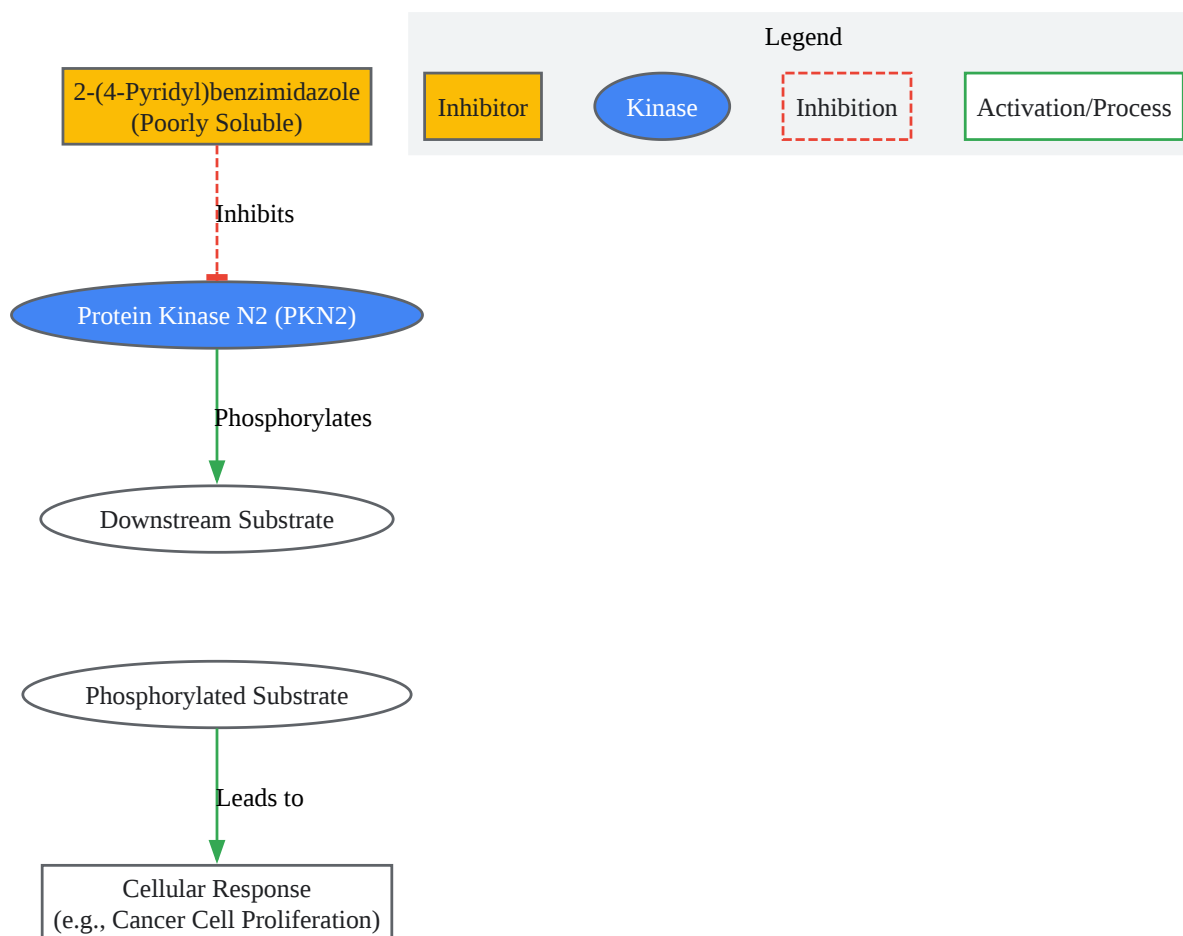 Legend
Inhibitor
Kinase
Inhibition
Activation/Process
2-(4-Pyridyl)benzimidazole
(Poorly Soluble)
Inhibits
Protein Kinase N2 (PKN2)
Phosphorylates
Downstream Substrate
Phosphorylated Substrate
Leads to
Cellular Response
(e.g., Cancer Cell Proliferation)